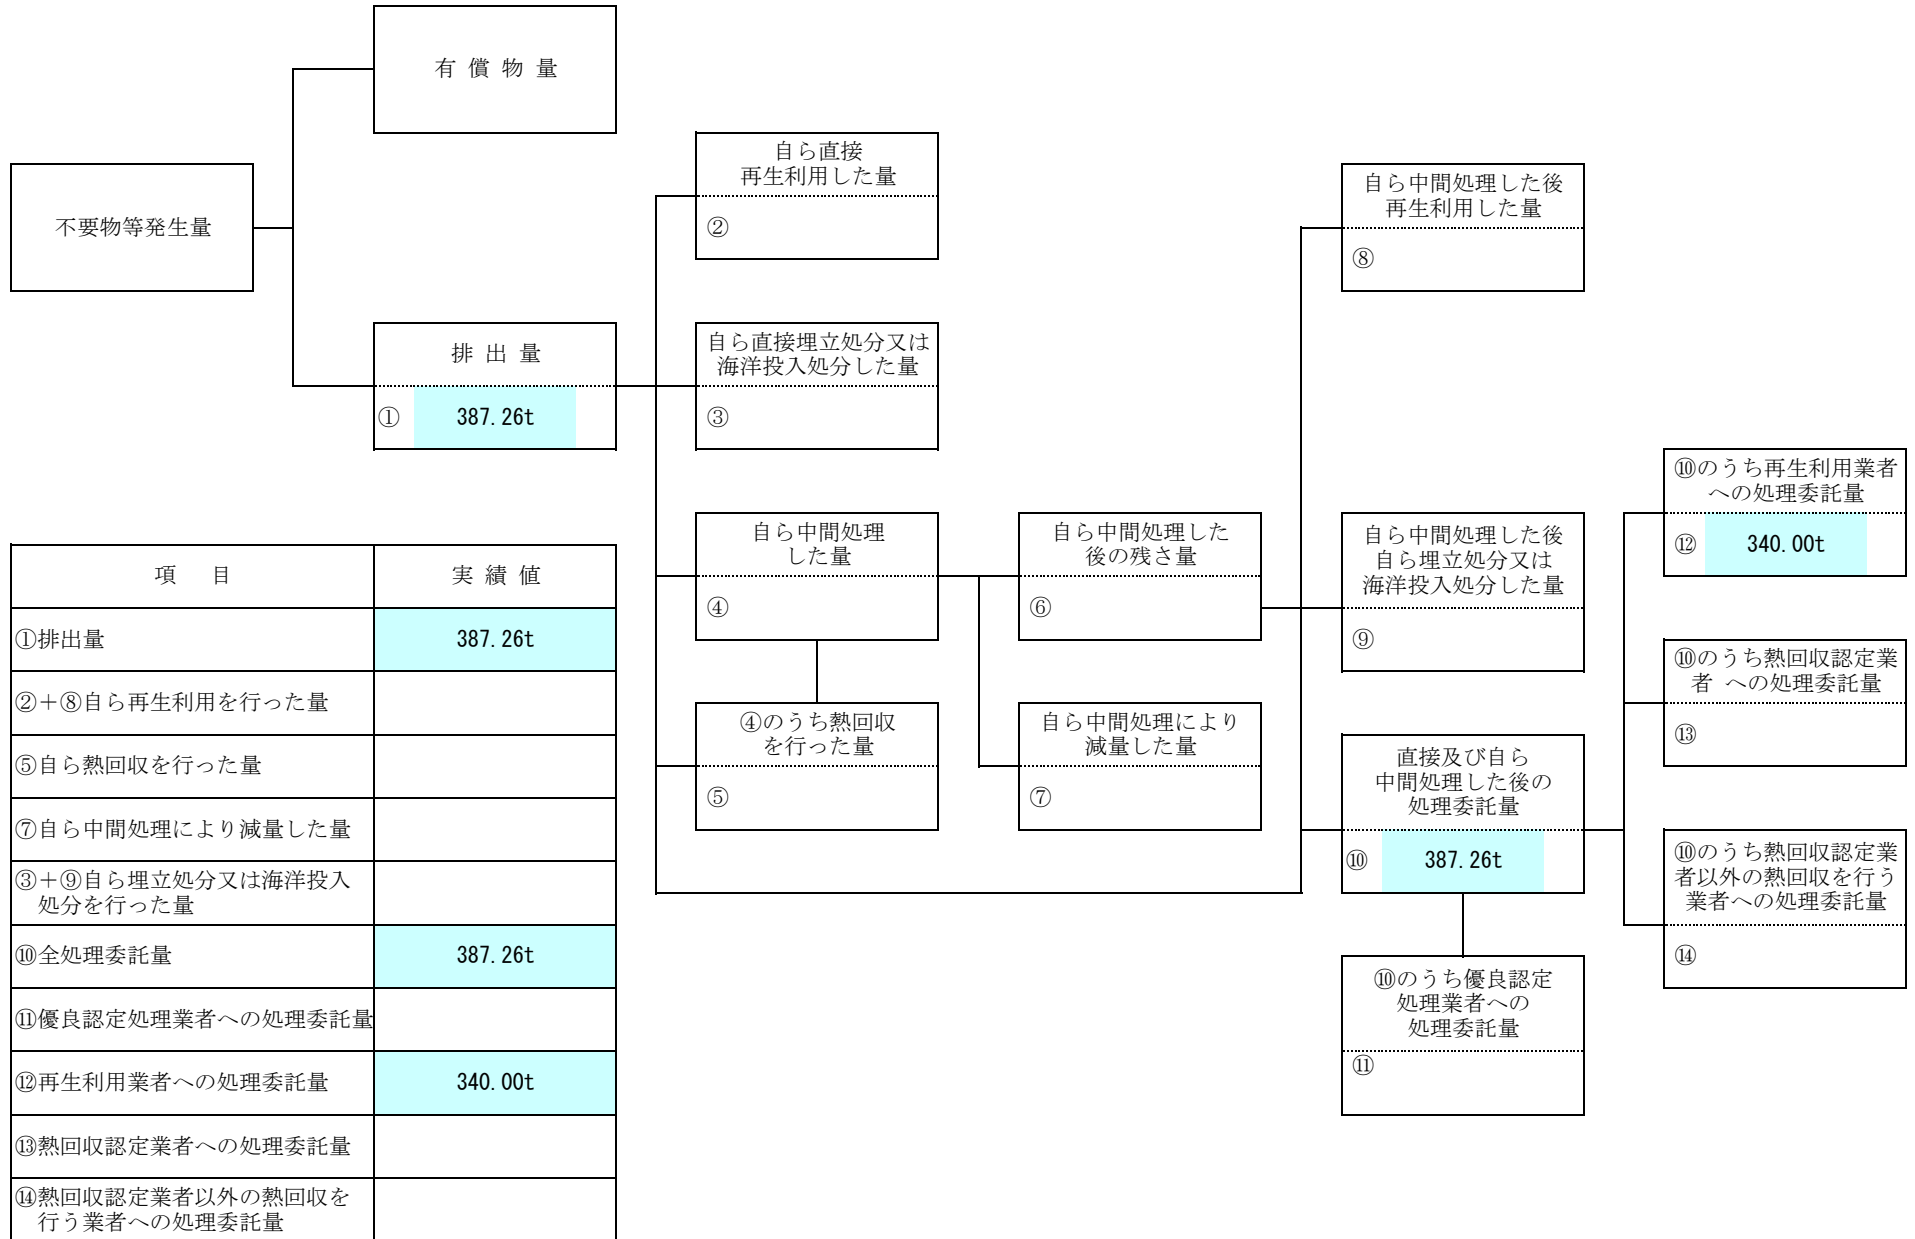 有 償 物 量
不要物等発生量
排 出 量
① 387.26t
自ら直接
再生利用した量
②
自ら直接埋立処分又は
海洋投入処分した量
③
自ら中間処理
した量
④
④のうち熱回収
を行った量
⑤
自ら中間処理した
後の残さ量
⑥
自ら中間処理により
減量した量
⑦
自ら中間処理した後
再生利用した量
⑧
自ら中間処理した後
自ら埋立処分又は
海洋投入処分した量
⑨
直接及び自ら
中間処理した後の
処理委託量
⑩ 387.26t
⑩のうち優良認定
処理業者への
処理委託量
⑪
⑩のうち再生利用業者
への処理委託量
⑫ 340.00t
⑩のうち熱回収認定業
者 への処理委託量
⑬
⑩のうち熱回収認定業
者以外の熱回収を行う
業者への処理委託量
⑭
項 目 実 績 値
①排出量 387.26t
②＋⑧自ら再生利用を行った量
⑤自ら熱回収を行った量
⑦自ら中間処理により減量した量
③＋⑨自ら埋立処分又は海洋投入
処分を行った量
⑩全処理委託量 387.26t
⑪優良認定処理業者への処理委託量
⑫再生利用業者への処理委託量 340.00t
⑬熱回収認定業者への処理委託量
⑭熱回収認定業者以外の熱回収を
行う業者への処理委託量